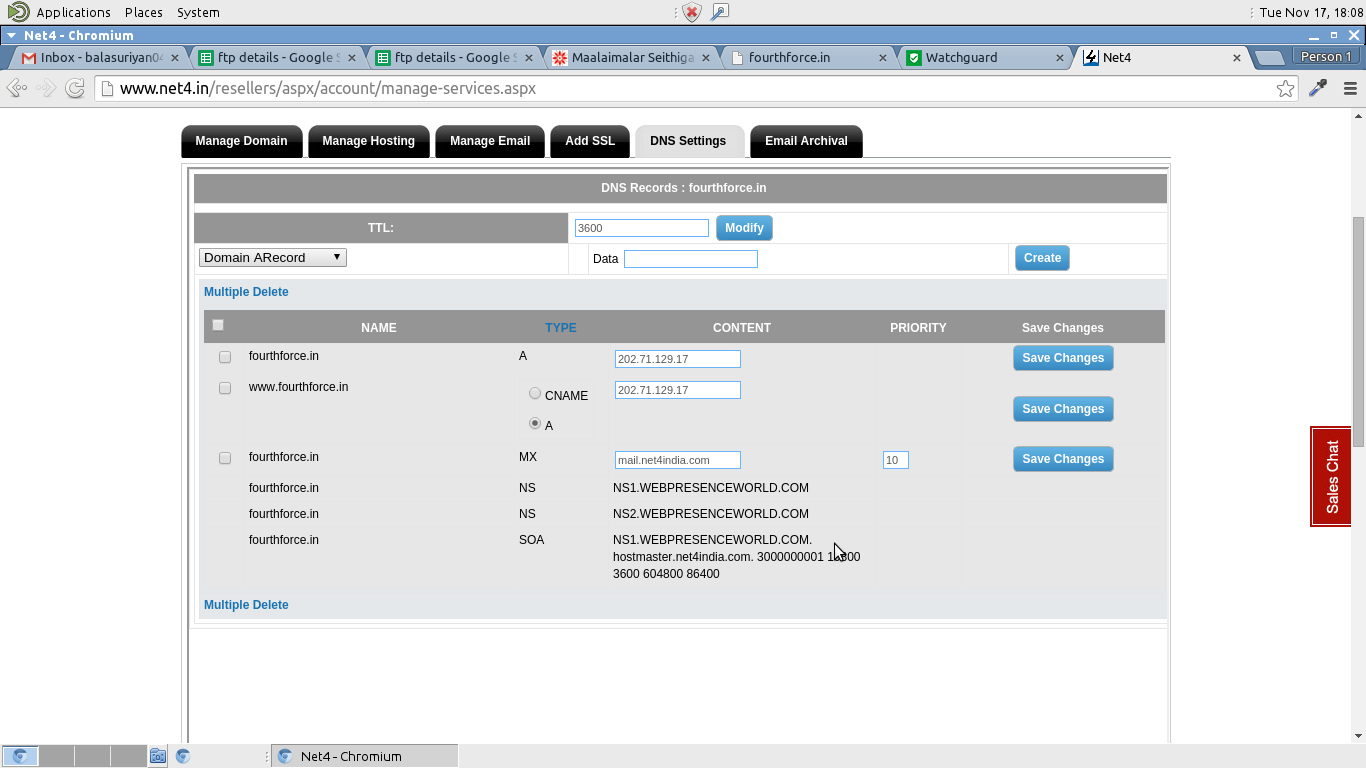 Applications Places System Tue Nov 17, 18:08
Net4 - Chromium
Inbox - balasuriyan04 ftp details - Google S ftp details - Google S Maalaimalar Seithiga fourthforce.in Watchguard Net4 Person 1
www.net4.in/resellers/aspx/account/manage-services.aspx
Manage Domain Manage Hosting Manage Email Add SSL DNS Settings Email Archival
DNS Records : fourthforce.in
TTL: 3600 Modify
Domain ARecord Data Create
Multiple Delete
NAME TYPE CONTENT PRIORITY Save Changes
fourthforce.in A 202.71.129.17 Save Changes
www.fourthforce.in CNAME 202.71.129.17
A Save Changes
fourthforce.in MX mail.net4india.com 10 Save Changes
fourthforce.in NS NS1.WEBPRESENCEWORLD.COM
fourthforce.in NS NS2.WEBPRESENCEWORLD.COM
fourthforce.in SOA NS1.WEBPRESENCEWORLD.COM.
hostmaster.net4india.com. 3000000001
3600 604800 86400
Multiple Delete
Sales Chat
Net4 - Chromium